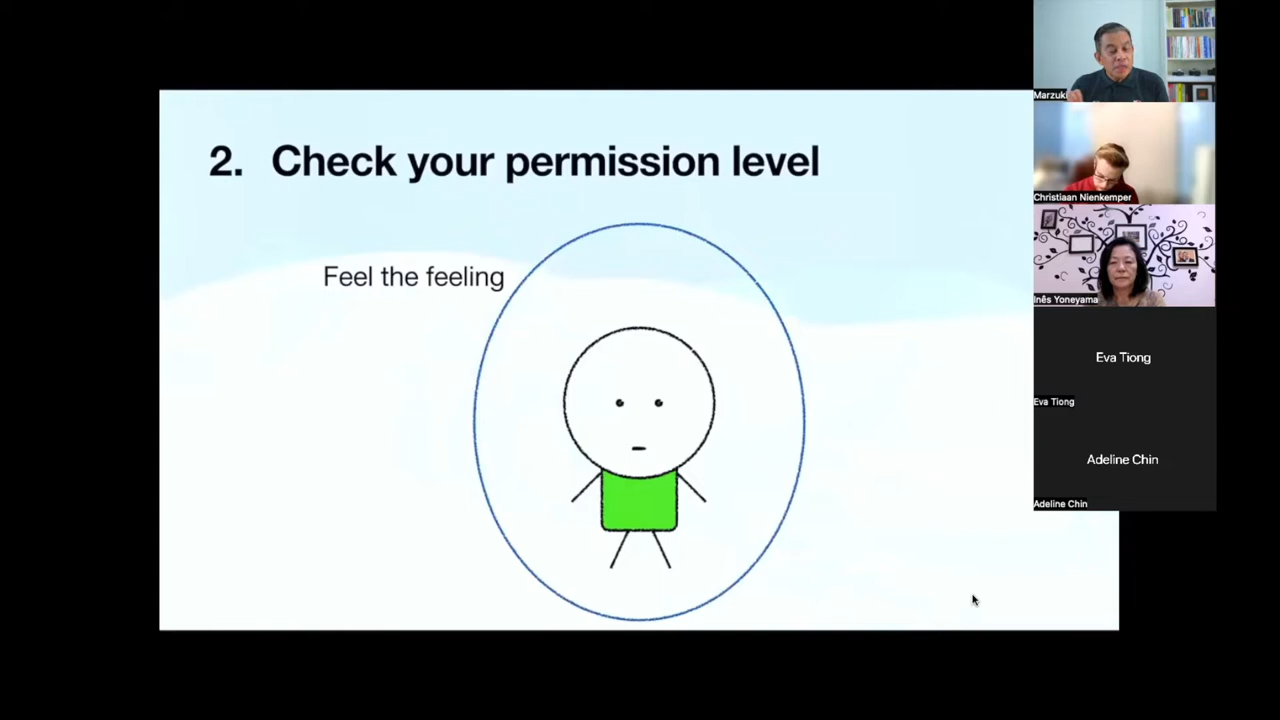 2. Check your permission level
Feel the feeling
Marzuki
Christiaan Nienkemper
Inês Yoneyama
Eva Tiong
Eva Tiong
Adeline Chin
Adeline Chin